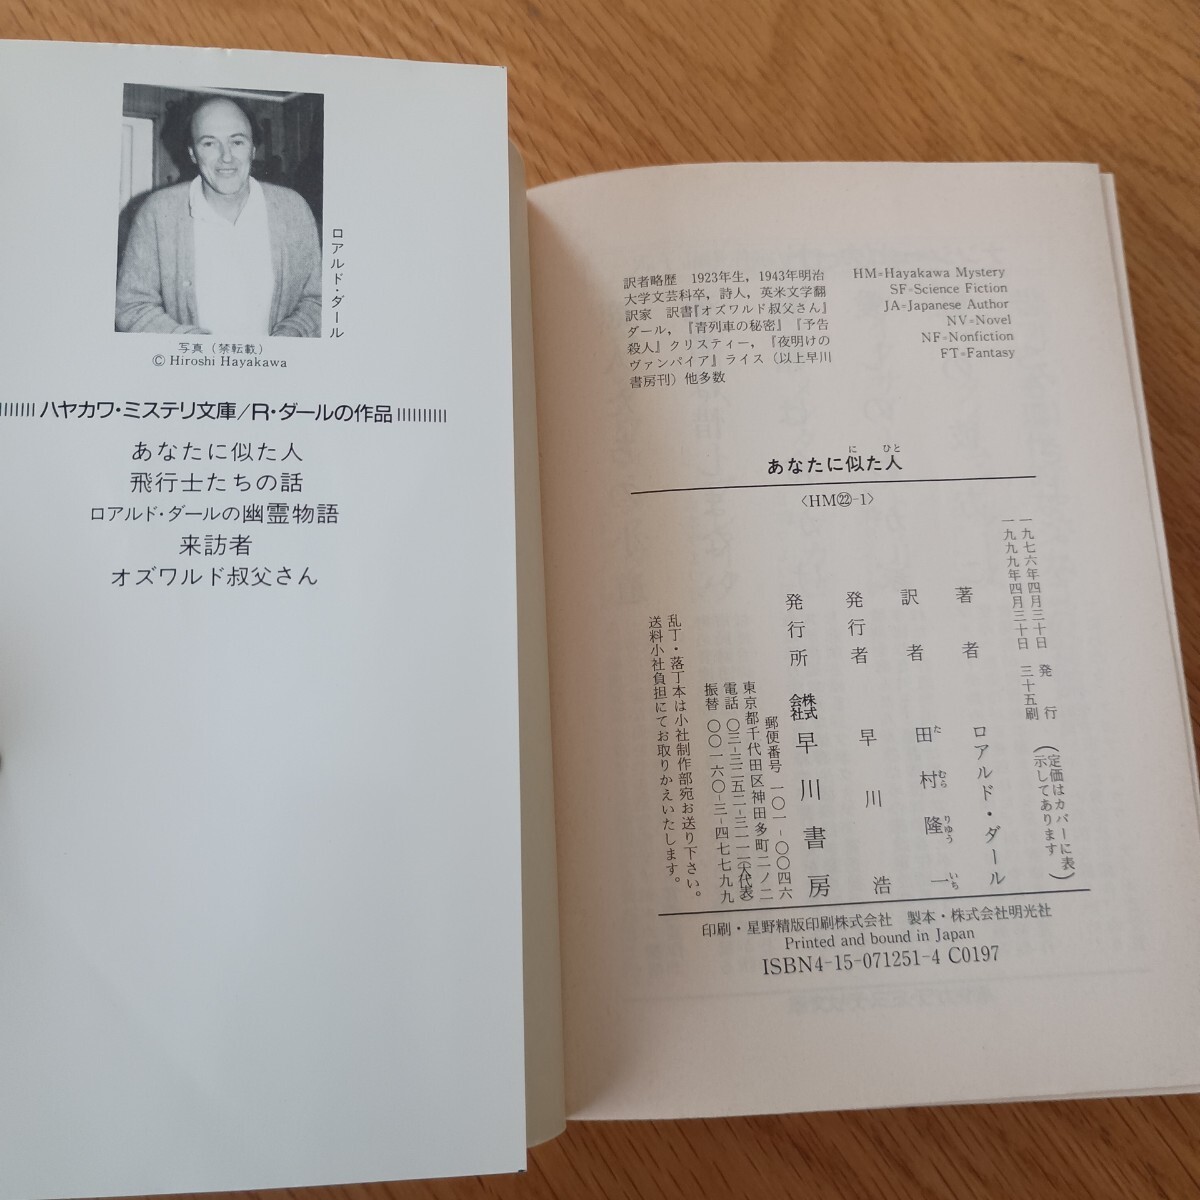 ロアルド・ダール
写真（禁転載）
© Hiroshi Hayakawa
ハヤカワ・ミステリ文庫／R・ダールの作品
あなたに似た人
飛行士たちの話
ロアルド・ダールの幽霊物語
来訪者
オズワルド叔父さん
訳者略歴　1923年生，1943年明治
大学文芸科卒，詩人，英米文学翻
訳家　訳書『オズワルド叔父さん』
ダール，『青列車の秘密』『予告
殺人』クリスティー，『夜明けの
ヴァンパイア』ライス（以上早川
書房刊）他多数
HM=Hayakawa Mystery
SF=Science Fiction
JA=Japanese Author
NV=Novel
NF=Nonfiction
FT=Fantasy
に ひと
あなたに似た人
〈HM㉒-1〉
一九七六年四月三十日　発行
一九九九年四月三十日　三十五刷
（定価はカバーに表
示してあります）
著者　ロアルド・ダール
訳者　田村隆一
た むら りゆう いち
発行者　早川浩
発行所　株式会社　早川書房
郵便番号　一〇一-〇〇四六
東京都千代田区神田多町二ノ二
電話　〇三-三二五二-三一一一（大代表）
振替　〇〇一六〇-三-四七七九九
乱丁・落丁本は小社制作部宛お送り下さい。
送料小社負担にてお取りかえいたします。
印刷・星野精版印刷株式会社　製本・株式会社明光社
Printed and bound in Japan
ISBN4-15-071251-4 C0197